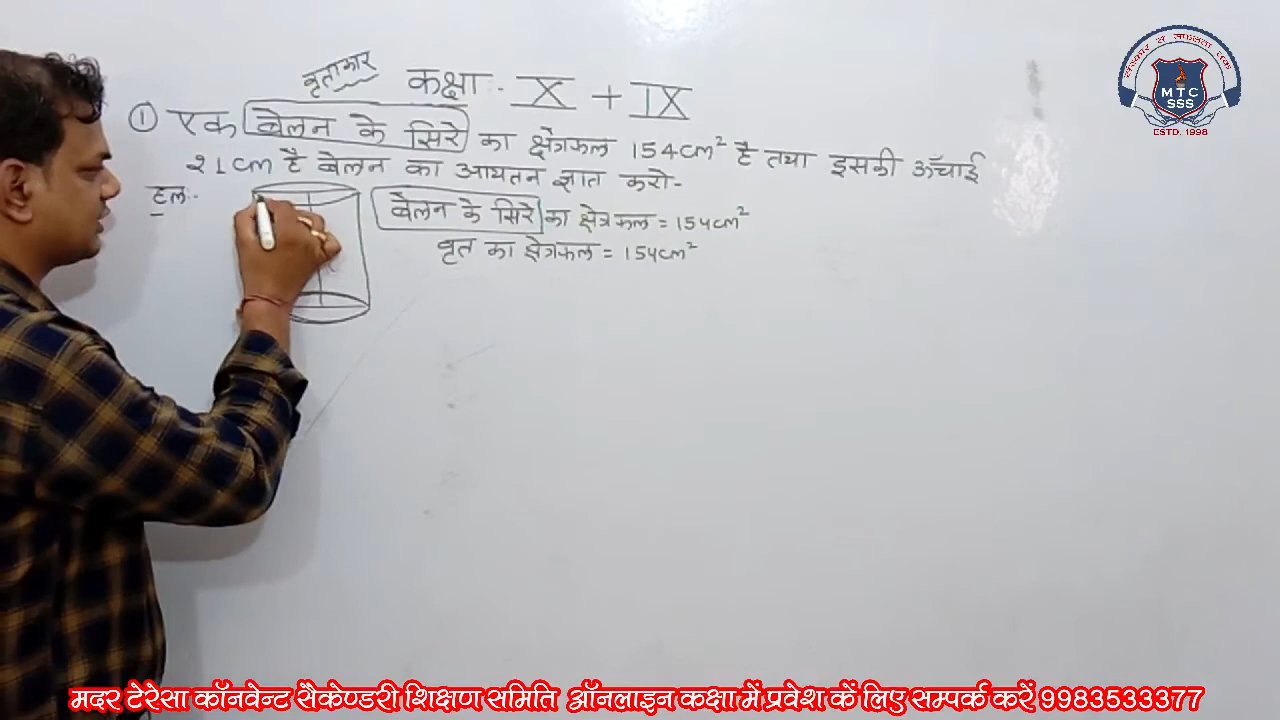 वृत्ताकार
कक्षा:- X + IX
① एक बेलन के सिरे का क्षेत्रफल 154cm² है तथा इसकी ऊँचाई
21cm है बेलन का आयतन ज्ञात करो-
हल:-
बेलन के सिरे का क्षेत्रफल = 154cm²
वृत का क्षेत्रफल = 154cm²
MTC
SSS
ESTD. 1998
मदर टेरेसा कॉनवेन्ट सैकेण्डरी शिक्षण समिति ऑनलाइन कक्षा में प्रवेश कें लिए सम्पर्क करें 9983533377